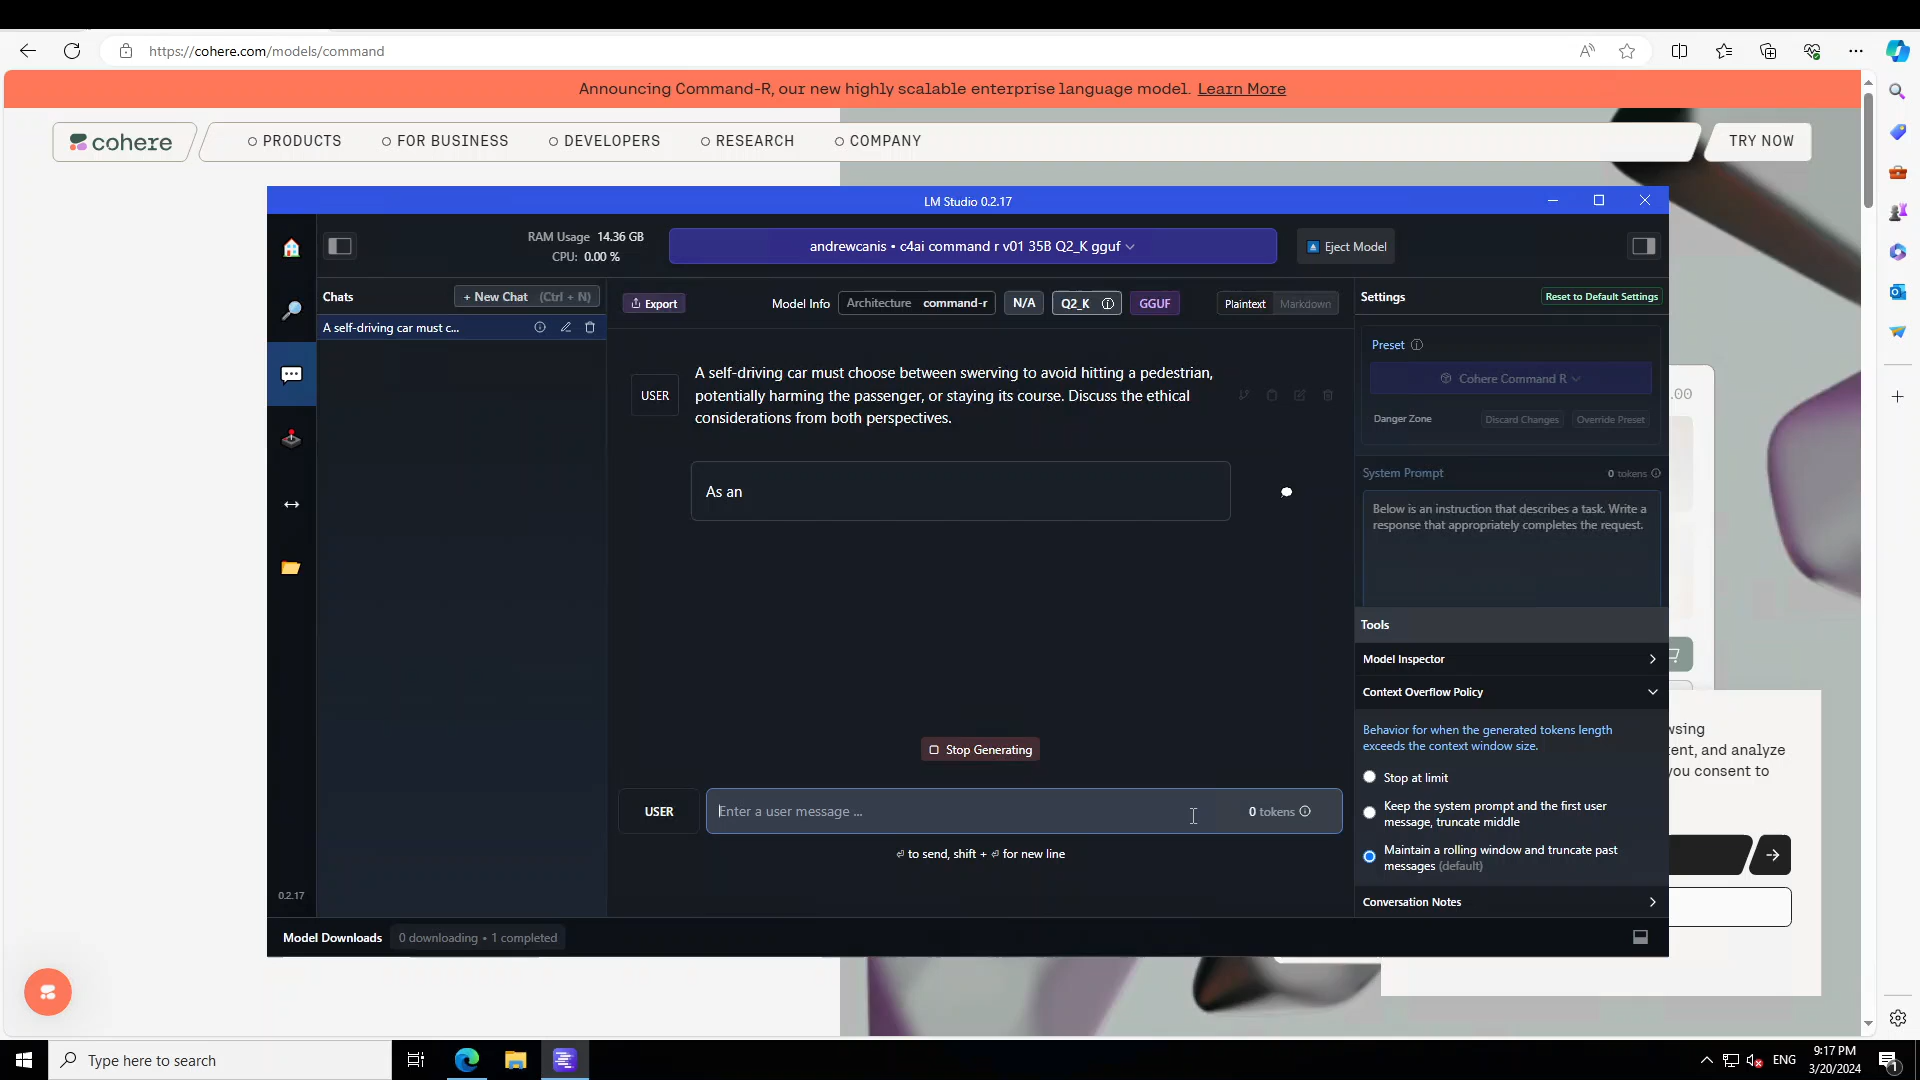 https://cohere.com/models/command
Announcing Command-R, our new highly scalable enterprise language model. Learn More
cohere
PRODUCTS
FOR BUSINESS
DEVELOPERS
RESEARCH
COMPANY
TRY NOW
LM Studio 0.2.17
RAM Usage 14.36 GB
CPU: 0.00 %
andrewcanis • c4ai command r v01 35B Q2_K gguf
Eject Model
Chats
+ New Chat (Ctrl + N)
A self-driving car must c...
Export
Model Info
Architecture command-r
N/A
Q2_K
GGUF
Plaintext
Markdown
USER
A self-driving car must choose between swerving to avoid hitting a pedestrian,
potentially harming the passenger, or staying its course. Discuss the ethical
considerations from both perspectives.
As an
Stop Generating
USER
Enter a user message ...
0 tokens
⏎ to send, shift + ⏎ for new line
Settings
Reset to Default Settings
Preset
Cohere Command R
Danger Zone
Discard Changes
Override Preset
System Prompt
0 tokens
Below is an instruction that describes a task. Write a
response that appropriately completes the request.
Tools
Model Inspector
Context Overflow Policy
Behavior for when the generated tokens length
exceeds the context window size.
Stop at limit
Keep the system prompt and the first user
message, truncate middle
Maintain a rolling window and truncate past
messages (default)
Conversation Notes
0.2.17
Model Downloads
0 downloading • 1 completed
.00
wsing
ent, and analyze
you consent to
Type here to search
ENG
9:17 PM
3/20/2024
1